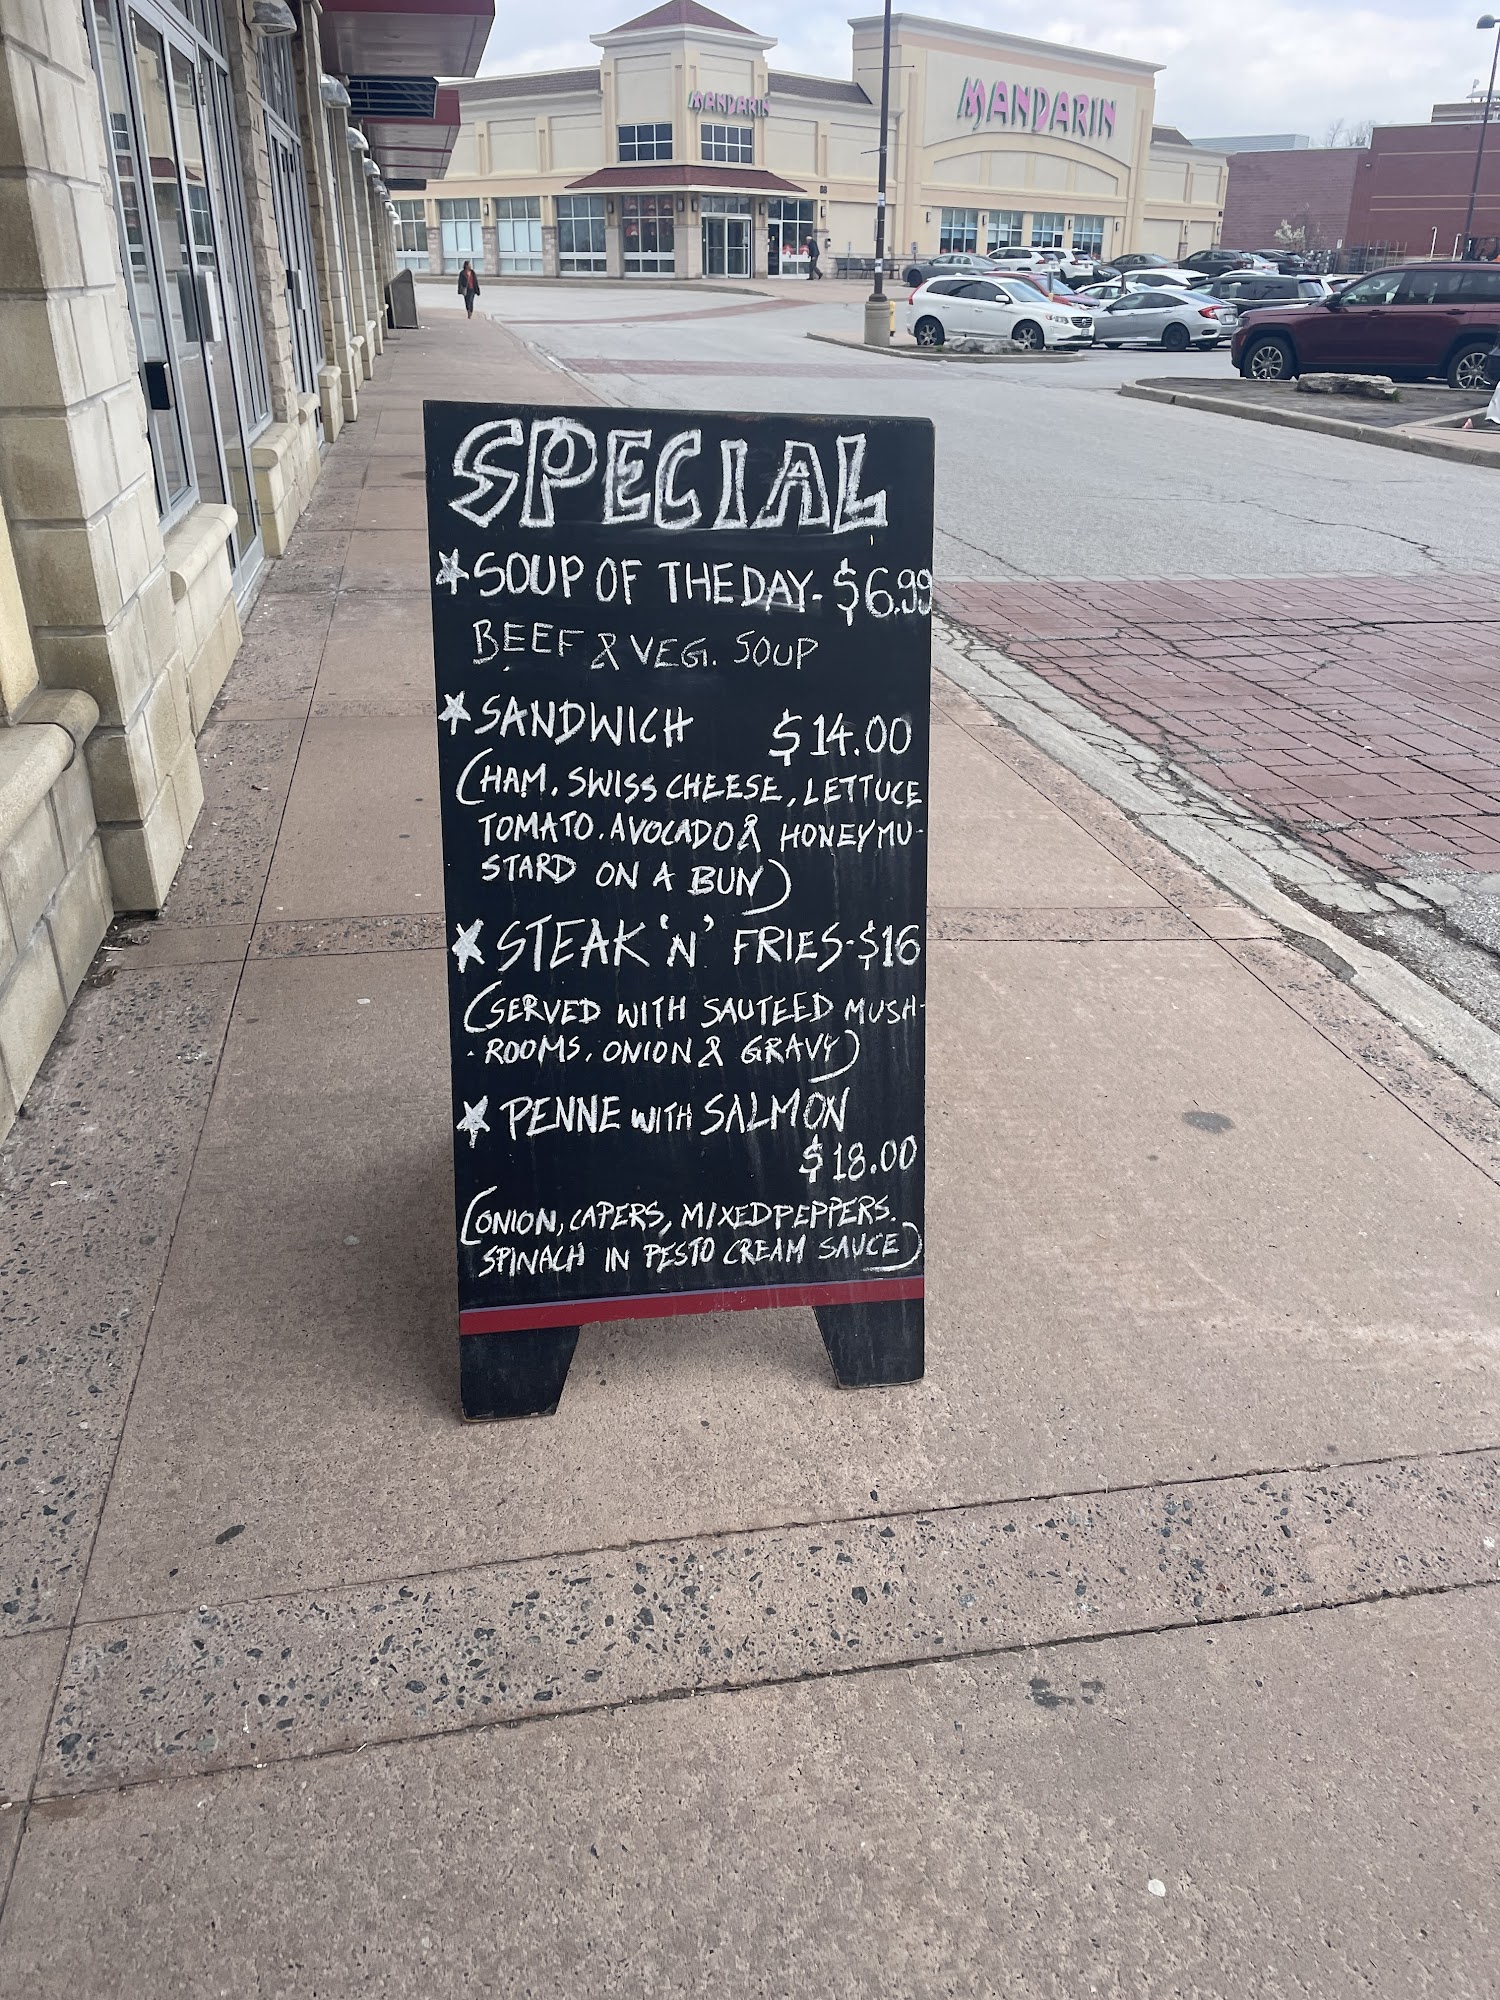 MANDARIN
MANDARIN
SPECIAL
SOUP OF THE DAY - $6.99
BEEF & VEG. SOUP
SANDWICH $14.00
(HAM, SWISS CHEESE, LETTUCE
TOMATO, AVOCADO & HONEY MU-
STARD ON A BUN)
STEAK 'N' FRIES - $16
(SERVED WITH SAUTEED MUSH-
ROOMS, ONION & GRAVY)
PENNE WITH SALMON
$18.00
(ONION, CAPERS, MIXED PEPPERS.
SPINACH IN PESTO CREAM SAUCE)